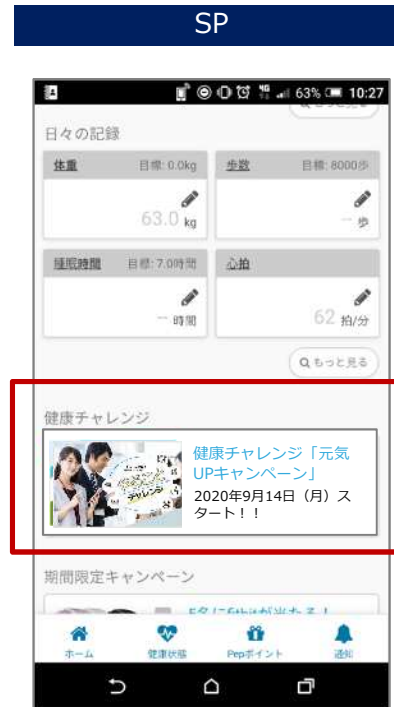 SP
4G 63% 10:27
日々の記録
体重 目標: 0.0kg
歩数 目標: 8000歩
63.0 kg
-- 歩
睡眠時間 目標: 7.0時間
心拍
-- 時間
62 拍/分
もっと見る
健康チャレンジ
チャレンジ
健康チャレンジ「元気
UPキャンペーン」
2020年9月14日（月）ス
タート！！
期間限定キャンペーン
ホーム
健康状態
Pepポイント
通知